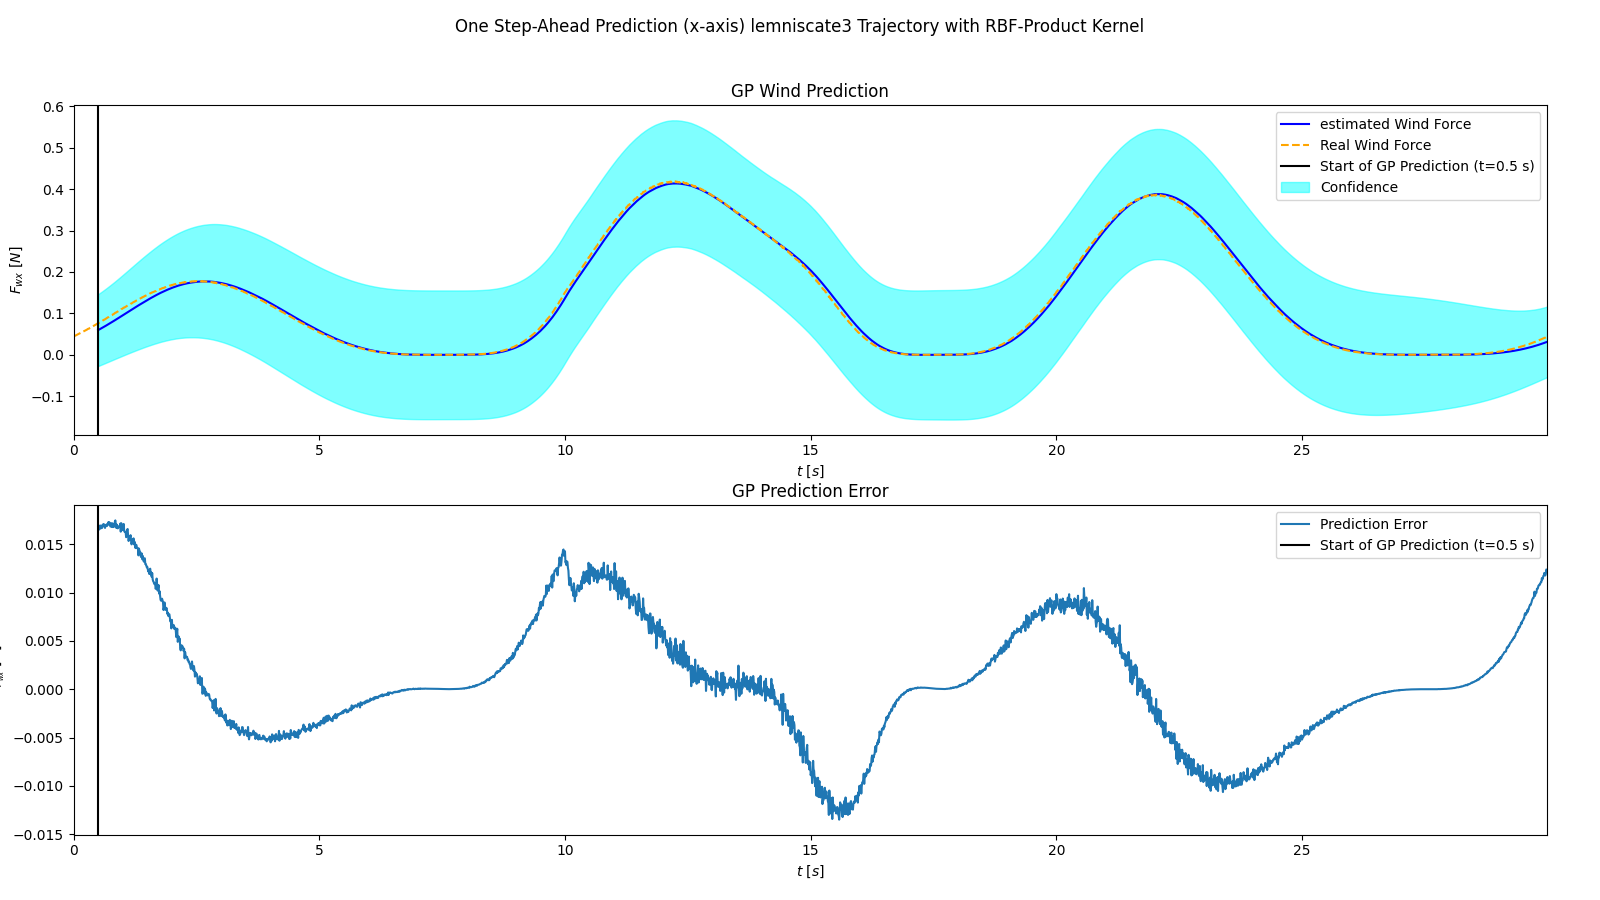 One Step-Ahead Prediction (x-axis) lemniscate3 Trajectory with RBF-Product Kernel
GP Wind Prediction
0.6
0.5
0.4
0.3
0.2
0.1
0.0
−0.1
F_wx [N]
estimated Wind Force
Real Wind Force
Start of GP Prediction (t=0.5 s)
Confidence
0 5 10 15 20 25
t [s]
GP Prediction Error
0.015
0.010
0.005
0.000
−0.005
−0.010
−0.015
Prediction Error
Start of GP Prediction (t=0.5 s)
0 5 10 15 20 25
t [s]